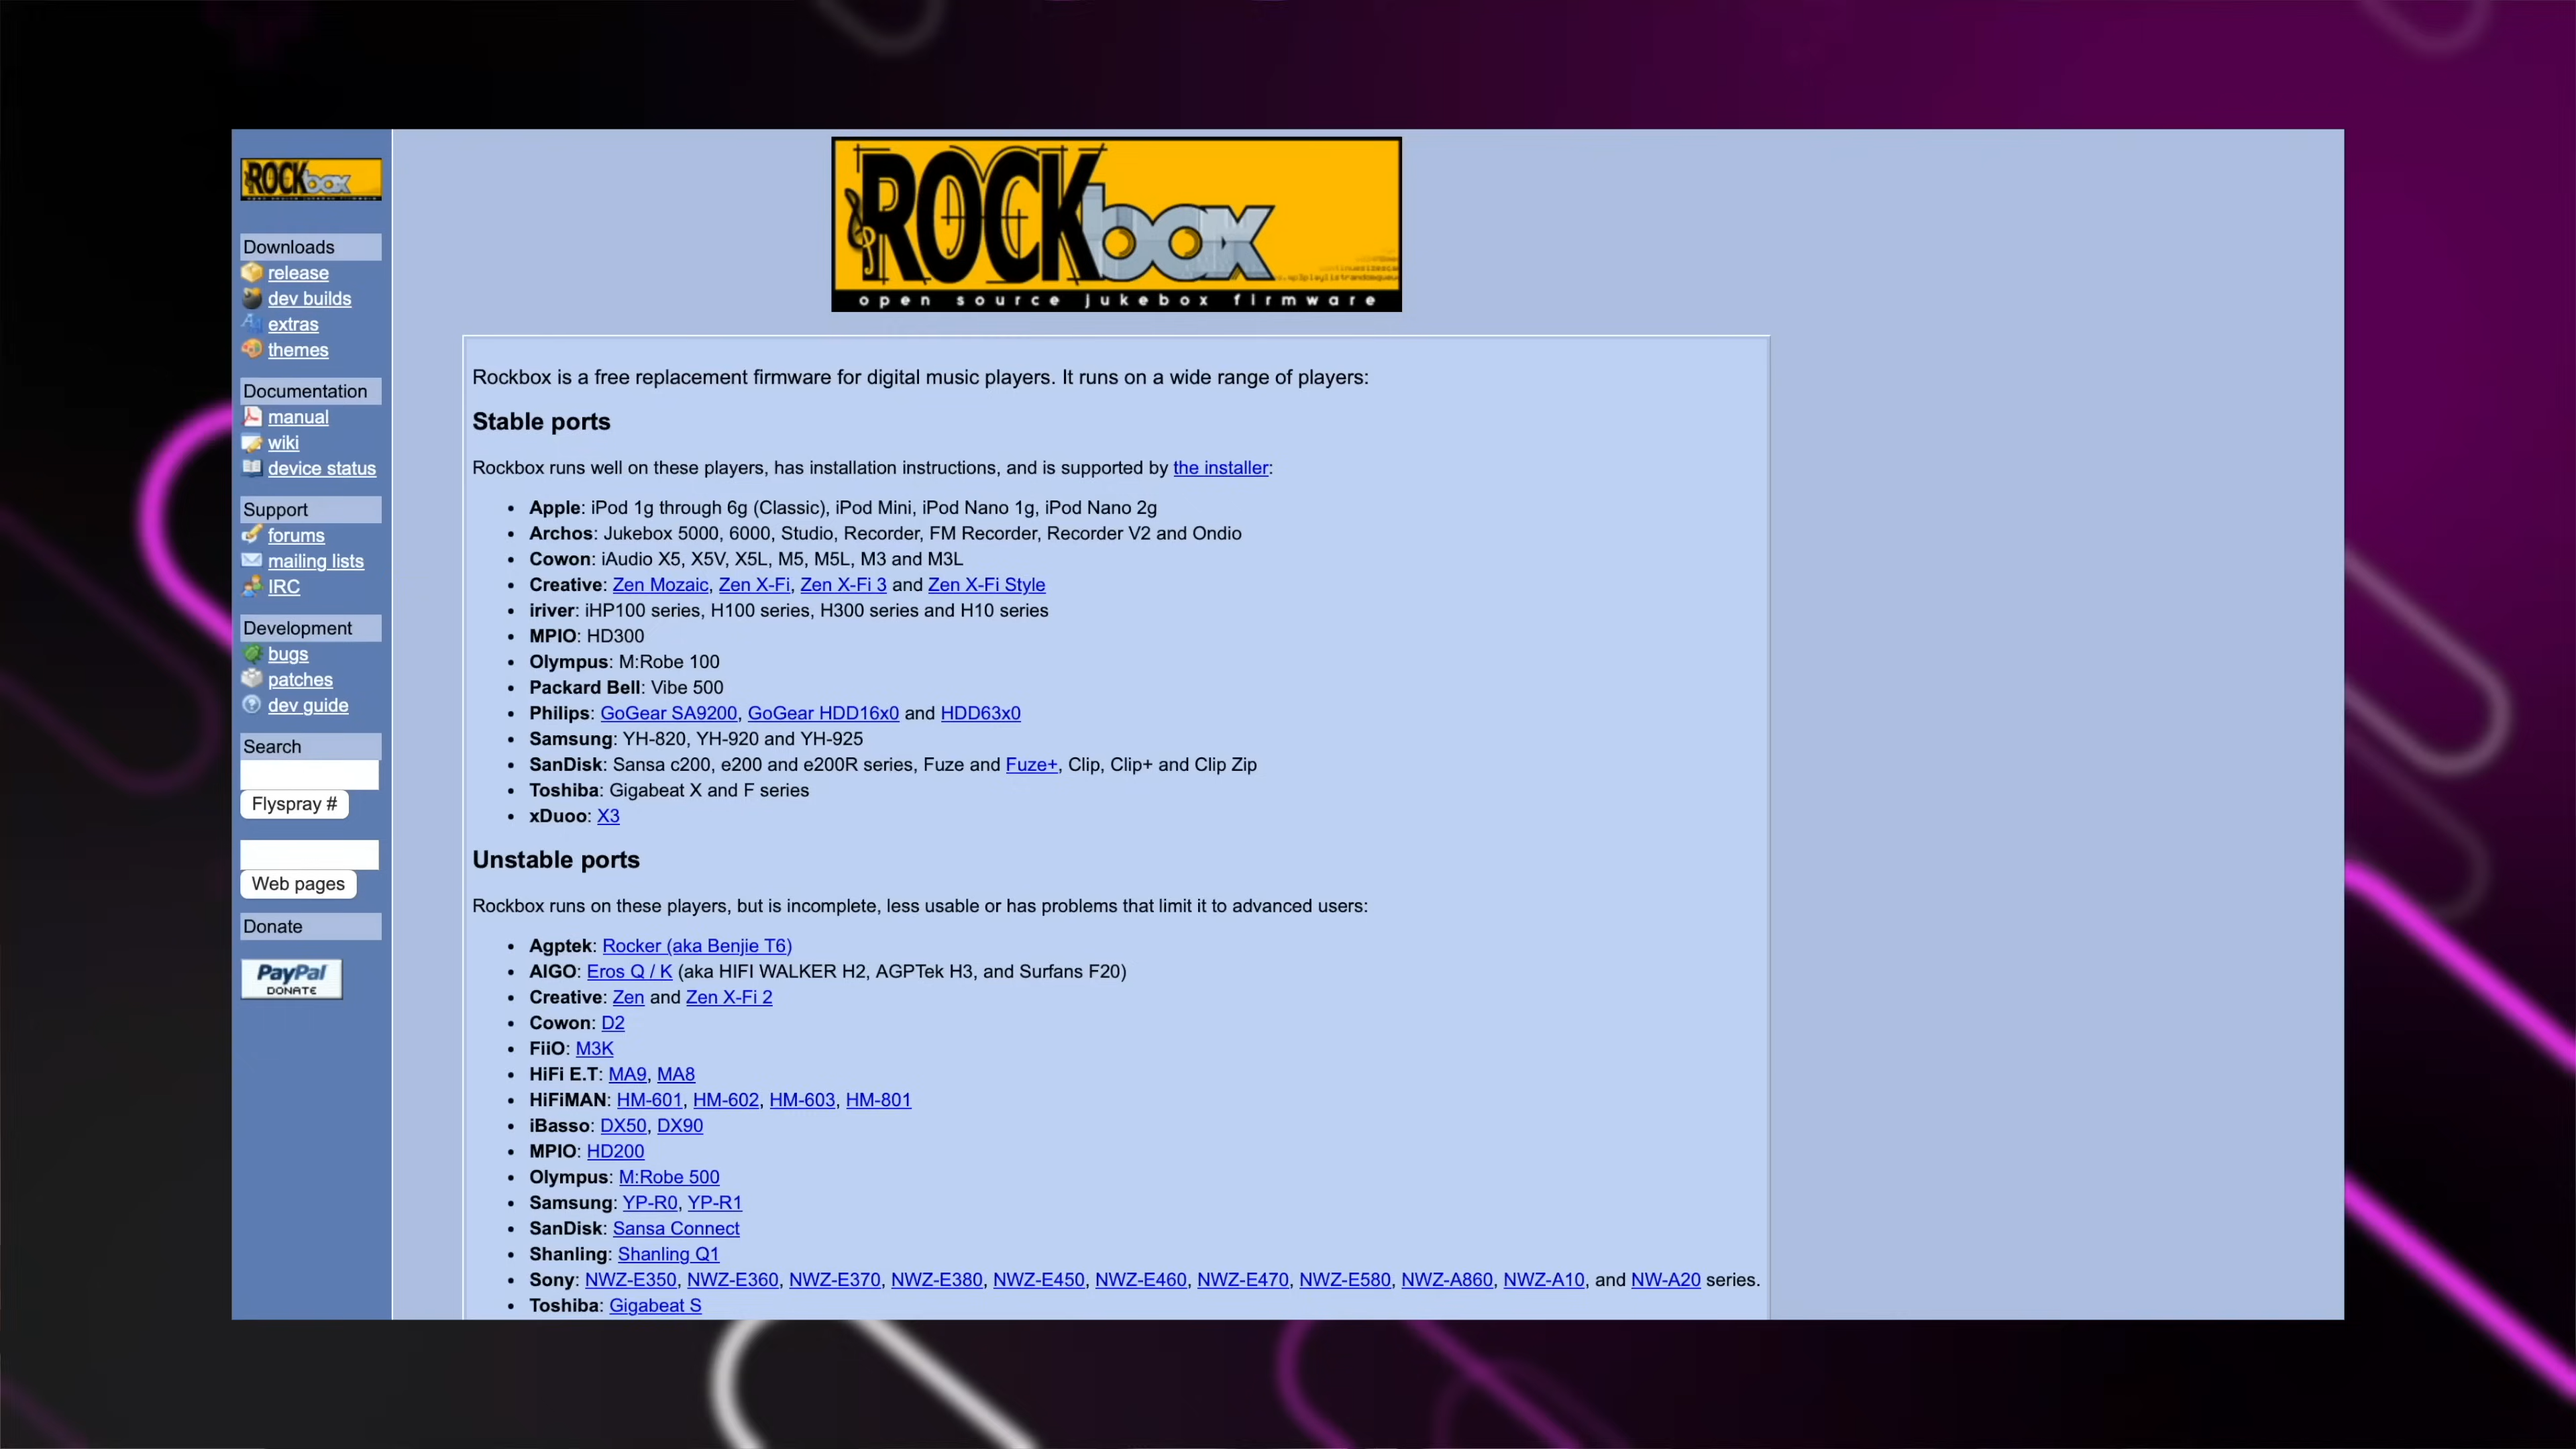 ROCKbox
open source jukebox firmware
Downloads
release
dev builds
extras
themes
Documentation
manual
wiki
device status
Support
forums
mailing lists
IRC
Development
bugs
patches
dev guide
Search
Flyspray #
Web pages
Donate
PayPal
DONATE
ROCKbox
open source jukebox firmware
Rockbox is a free replacement firmware for digital music players. It runs on a wide range of players:
Stable ports
Rockbox runs well on these players, has installation instructions, and is supported by the installer:
• Apple: iPod 1g through 6g (Classic), iPod Mini, iPod Nano 1g, iPod Nano 2g
• Archos: Jukebox 5000, 6000, Studio, Recorder, FM Recorder, Recorder V2 and Ondio
• Cowon: iAudio X5, X5V, X5L, M5, M5L, M3 and M3L
• Creative: Zen Mozaic, Zen X-Fi, Zen X-Fi 3 and Zen X-Fi Style
• iriver: iHP100 series, H100 series, H300 series and H10 series
• MPIO: HD300
• Olympus: M:Robe 100
• Packard Bell: Vibe 500
• Philips: GoGear SA9200, GoGear HDD16x0 and HDD63x0
• Samsung: YH-820, YH-920 and YH-925
• SanDisk: Sansa c200, e200 and e200R series, Fuze and Fuze+, Clip, Clip+ and Clip Zip
• Toshiba: Gigabeat X and F series
• xDuoo: X3
Unstable ports
Rockbox runs on these players, but is incomplete, less usable or has problems that limit it to advanced users:
• Agptek: Rocker (aka Benjie T6)
• AIGO: Eros Q / K (aka HIFI WALKER H2, AGPTek H3, and Surfans F20)
• Creative: Zen and Zen X-Fi 2
• Cowon: D2
• FiiO: M3K
• HiFi E.T: MA9, MA8
• HiFiMAN: HM-601, HM-602, HM-603, HM-801
• iBasso: DX50, DX90
• MPIO: HD200
• Olympus: M:Robe 500
• Samsung: YP-R0, YP-R1
• SanDisk: Sansa Connect
• Shanling: Shanling Q1
• Sony: NWZ-E350, NWZ-E360, NWZ-E370, NWZ-E380, NWZ-E450, NWZ-E460, NWZ-E470, NWZ-E580, NWZ-A860, NWZ-A10, and NW-A20 series.
• Toshiba: Gigabeat S